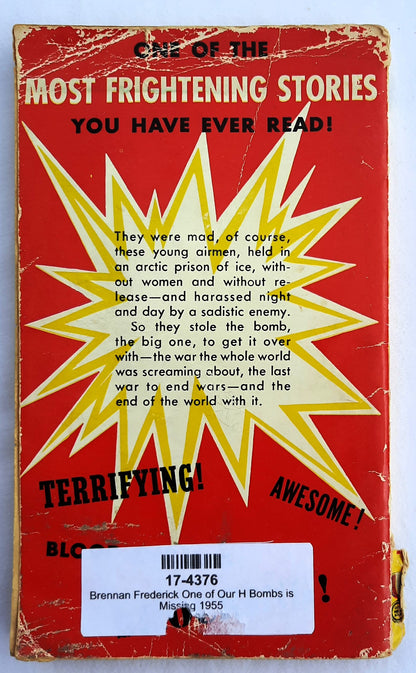 ONE OF THE
MOST FRIGHTENING STORIES
YOU HAVE EVER READ!
They were mad, of course,
these young airmen, held in
an arctic prison of ice, with-
out women and without re-
lease—and harassed night
and day by a sadistic enemy.
So they stole the bomb,
the big one, to get it over
with—the war the whole world
was screaming about, the last
war to end wars—and the
end of the world with it.
TERRIFYING!
AWESOME!
17-4376
Brennan Frederick One of Our H Bombs is
Missing 1955
!